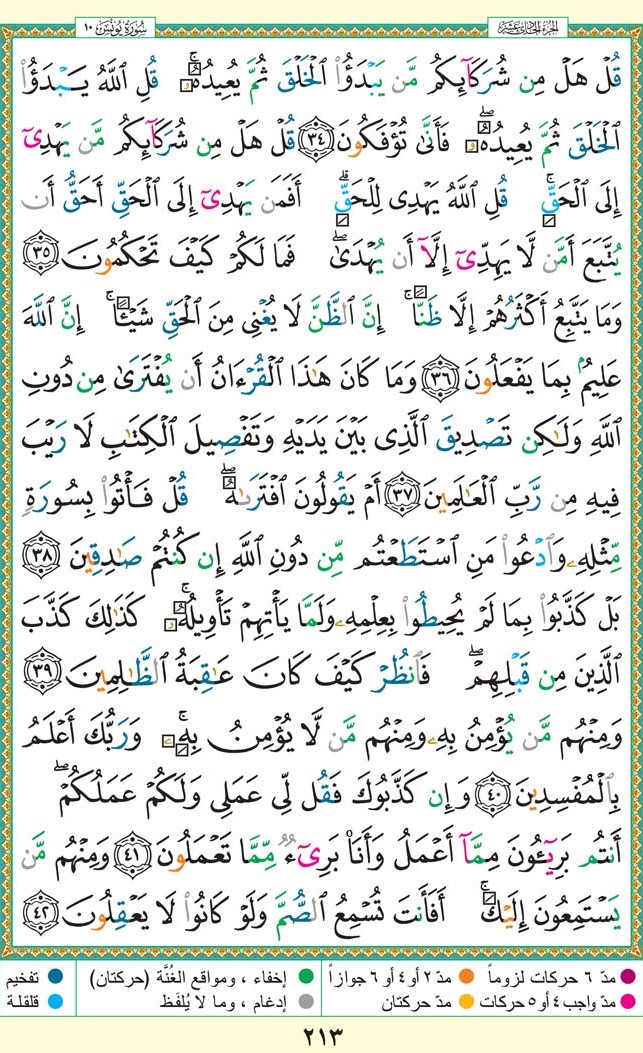 الجزء الحادي عشر سورة يونس ١٠
قُلْ هَلْ مِن شُرَكَآئِكُم مَّن يَبْدَؤُا۟ ٱلْخَلْقَ ثُمَّ يُعِيدُهُۥ ۚ قُلِ ٱللَّهُ يَبْدَؤُا۟
ٱلْخَلْقَ ثُمَّ يُعِيدُهُۥ ۖ فَأَنَّىٰ تُؤْفَكُونَ ٣٤ قُلْ هَلْ مِن شُرَكَآئِكُم مَّن يَهْدِىٓ
إِلَى ٱلْحَقِّ ۚ قُلِ ٱللَّهُ يَهْدِى لِلْحَقِّ ۗ أَفَمَن يَهْدِىٓ إِلَى ٱلْحَقِّ أَحَقُّ أَن
يُتَّبَعَ أَمَّن لَّا يَهِدِّىٓ إِلَّآ أَن يُهْدَىٰ ۖ فَمَا لَكُمْ كَيْفَ تَحْكُمُونَ ٣٥
وَمَا يَتَّبِعُ أَكْثَرُهُمْ إِلَّا ظَنًّا ۚ إِنَّ ٱلظَّنَّ لَا يُغْنِى مِنَ ٱلْحَقِّ شَيْـًٔا ۚ إِنَّ ٱللَّهَ
عَلِيمٌۢ بِمَا يَفْعَلُونَ ٣٦ وَمَا كَانَ هَـٰذَا ٱلْقُرْءَانُ أَن يُفْتَرَىٰ مِن دُونِ
ٱللَّهِ وَلَـٰكِن تَصْدِيقَ ٱلَّذِى بَيْنَ يَدَيْهِ وَتَفْصِيلَ ٱلْكِتَـٰبِ لَا رَيْبَ
فِيهِ مِن رَّبِّ ٱلْعَـٰلَمِينَ ٣٧ أَمْ يَقُولُونَ ٱفْتَرَىٰهُ ۖ قُلْ فَأْتُوا۟ بِسُورَةٍ
مِّثْلِهِۦ وَٱدْعُوا۟ مَنِ ٱسْتَطَعْتُم مِّن دُونِ ٱللَّهِ إِن كُنتُمْ صَـٰدِقِينَ ٣٨
بَلْ كَذَّبُوا۟ بِمَا لَمْ يُحِيطُوا۟ بِعِلْمِهِۦ وَلَمَّا يَأْتِهِمْ تَأْوِيلُهُۥ ۚ كَذَٰلِكَ كَذَّبَ
ٱلَّذِينَ مِن قَبْلِهِمْ ۖ فَٱنظُرْ كَيْفَ كَانَ عَـٰقِبَةُ ٱلظَّـٰلِمِينَ ٣٩
وَمِنْهُم مَّن يُؤْمِنُ بِهِۦ وَمِنْهُم مَّن لَّا يُؤْمِنُ بِهِۦ ۚ وَرَبُّكَ أَعْلَمُ
بِٱلْمُفْسِدِينَ ٤٠ وَإِن كَذَّبُوكَ فَقُل لِّى عَمَلِى وَلَكُمْ عَمَلُكُمْ ۖ
أَنتُم بَرِيٓـُٔونَ مِمَّآ أَعْمَلُ وَأَنَا۠ بَرِىٓءٌ مِّمَّا تَعْمَلُونَ ٤١ وَمِنْهُم مَّن
يَسْتَمِعُونَ إِلَيْكَ ۚ أَفَأَنتَ تُسْمِعُ ٱلصُّمَّ وَلَوْ كَانُوا۟ لَا يَعْقِلُونَ ٤٢
مدّ ٦ حركات لزوماً مدّ ٢ أو ٤ أو ٦ جوازاً إخفاء، ومواقع الغُنَّة (حركتان) تفخيم
مدّ واجب ٤ أو ٥ حركات مدّ حركتان إدغام، وما لا يُلفَظ قلقلة
٢١٣